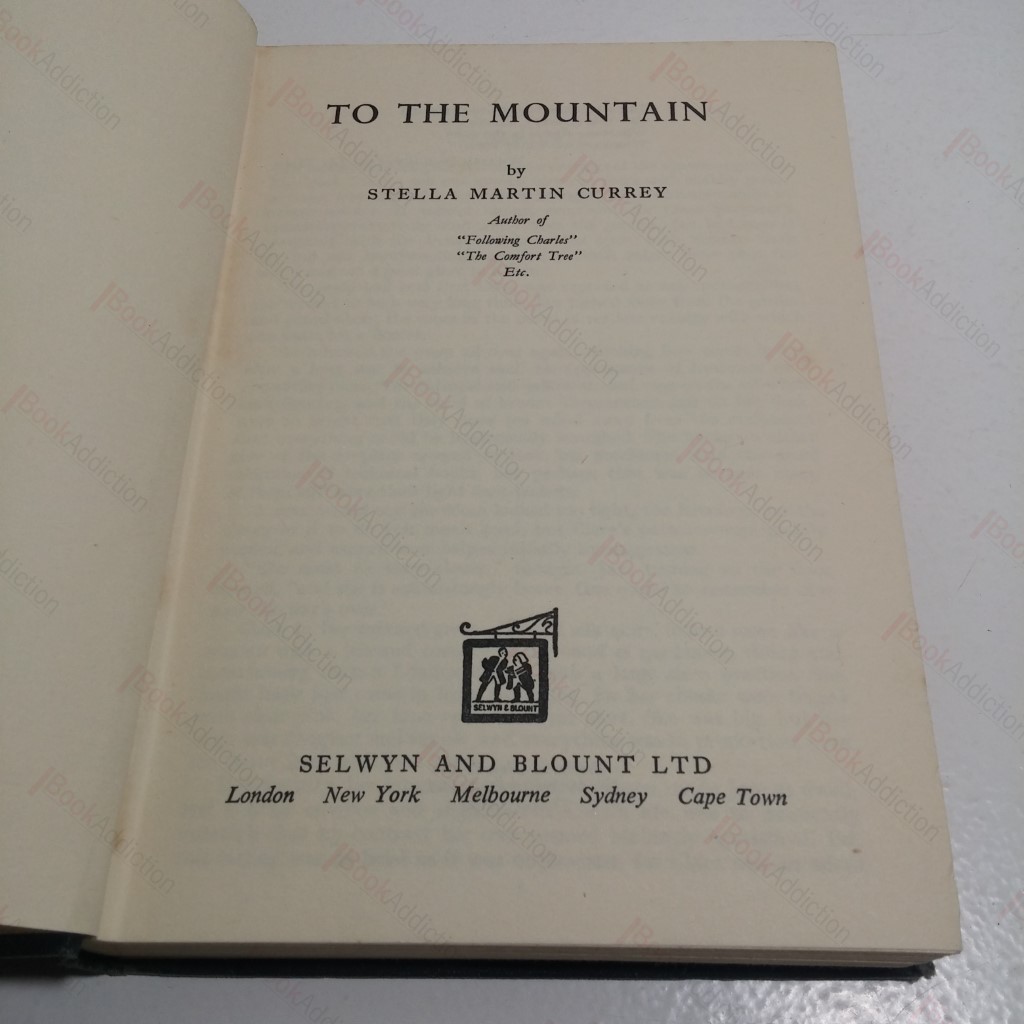 TO THE MOUNTAIN
by
STELLA MARTIN CURREY
Author of
"Following Charles"
"The Comfort Tree"
Etc.
SELWYN & BLOUNT
SELWYN AND BLOUNT LTD
London New York Melbourne Sydney Cape Town
BookAddiction